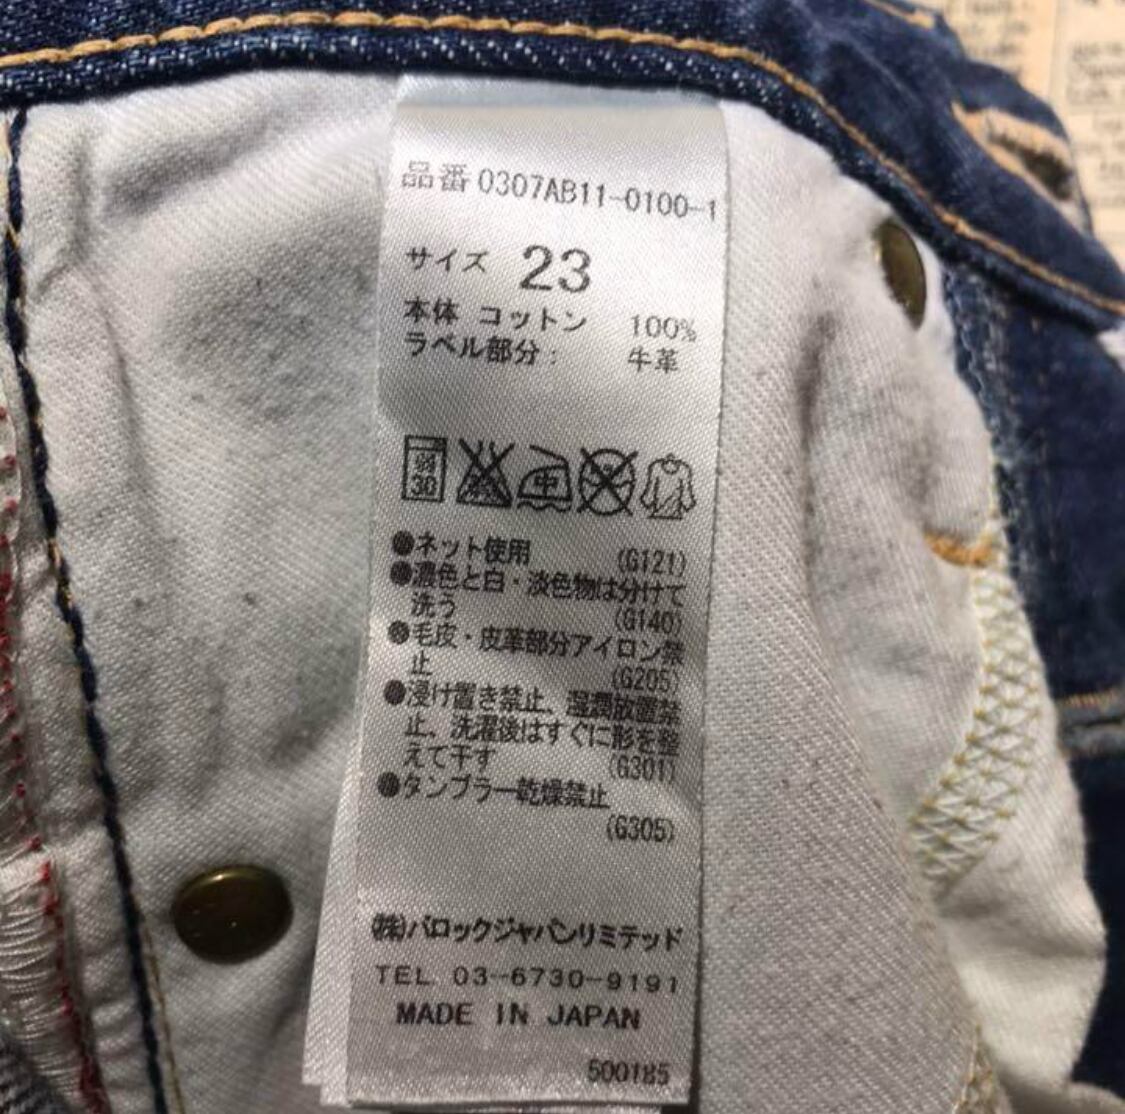 品番 0307AB11-0100-1
サイズ 23
本体 コットン 100%
ラベル部分: 牛革
弱 30 中
●ネット使用 (G121)
●濃色と白・淡色物は分けて
洗う (G140)
●毛皮・皮革部分アイロン禁
止 (G205)
●浸け置き禁止、湿潤放置禁
止、洗濯後はすぐに形を整
えて干す (G301)
●タンブラー乾燥禁止
(G305)
(株)バロックジャパンリミテッド
TEL 03-6730-9191
MADE IN JAPAN
500185